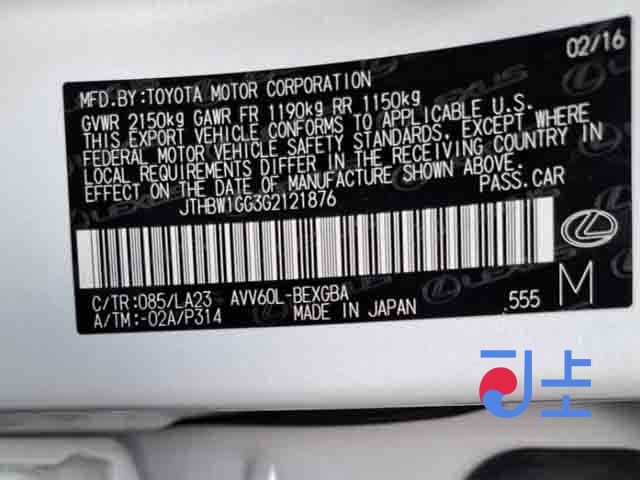 02/16
MFD.BY:TOYOTA MOTOR CORPORATION
GVWR 2150kg GAWR FR 1190kg RR 1150kg
THIS EXPORT VEHICLE CONFORMS TO APPLICABLE U.S.
FEDERAL MOTOR VEHICLE SAFETY STANDARDS. EXCEPT WHERE
LOCAL REQUIREMENTS DIFFER IN THE RECEIVING COUNTRY IN
EFFECT ON THE DATE OF MANUFACTURE SHOWN ABOVE.
JTHBW1GG3G2121876 PASS.CAR
C/TR:085/LA23 AVV60L-BEXGBA
A/TM:-02A/P314 MADE IN JAPAN 555 M